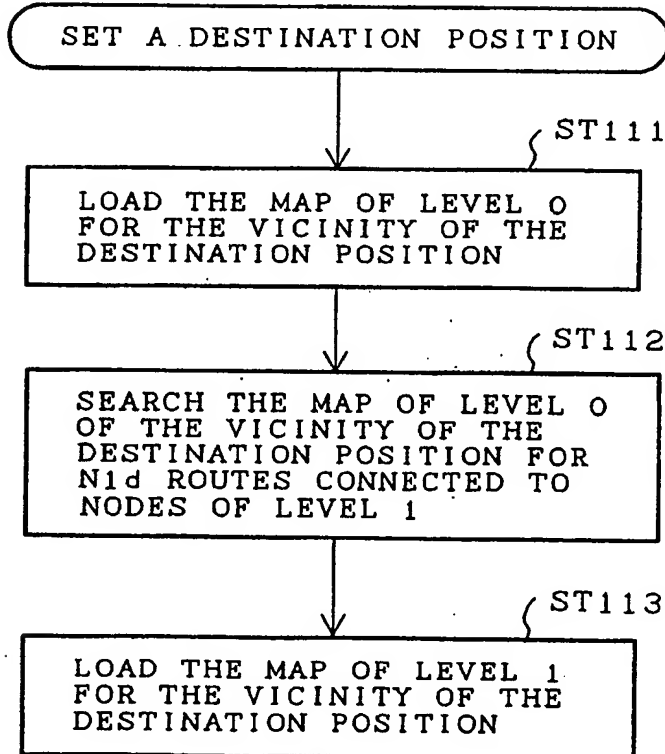 SET A DESTINATION POSITION
ST111
LOAD THE MAP OF LEVEL 0
FOR THE VICINITY OF THE
DESTINATION POSITION
ST112
SEARCH THE MAP OF LEVEL 0
OF THE VICINITY OF THE
DESTINATION POSITION FOR
N1d ROUTES CONNECTED TO
NODES OF LEVEL 1
ST113
LOAD THE MAP OF LEVEL 1
FOR THE VICINITY OF THE
DESTINATION POSITION